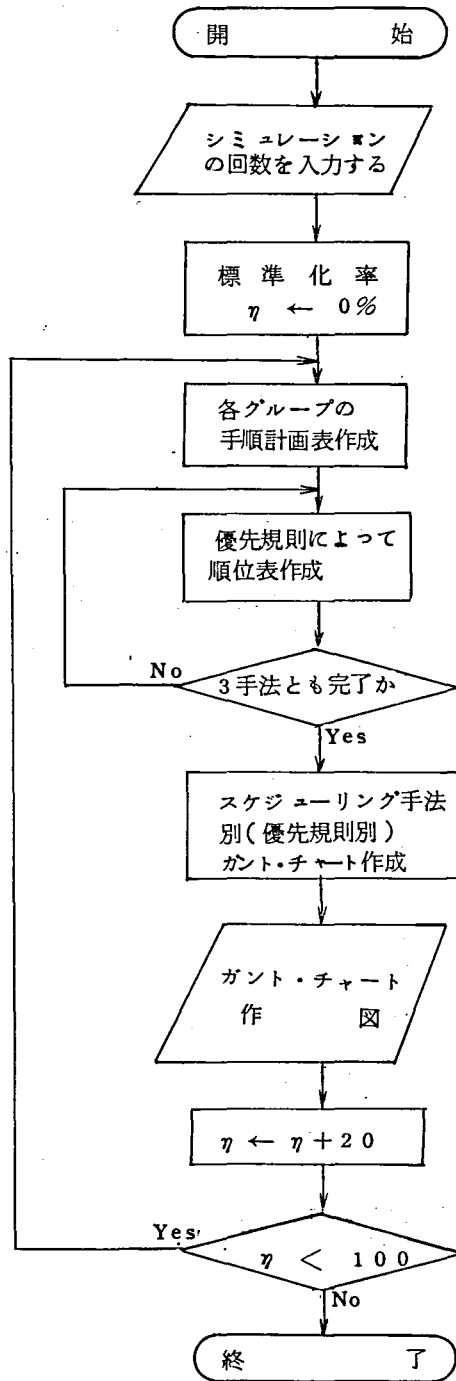 開 始
シミュレーション
の回数を入力する
標準化率
η ← 0%
各グループの
手順計画表作成
優先規則によって
順位表作成
3手法とも完了か
No
Yes
スケジューリング手法
別(優先規則別)
ガント・チャート作成
ガント・チャート
作 図
η ← η+20
η < 100
Yes
No
終 了